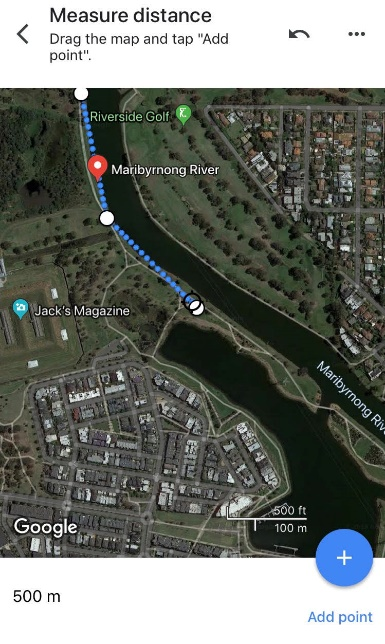 Measure distance
Drag the map and tap "Add
point".
Riverside Golf
Maribyrnong River
Jack's Magazine
Maribyrnong Riv
500 ft
100 m
Google
500 m
Add point